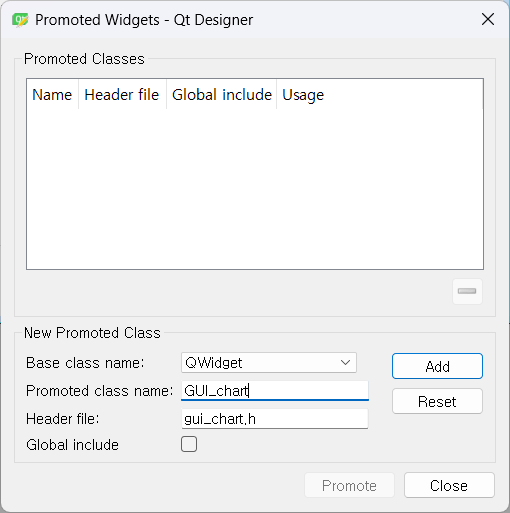 Promoted Widgets - Qt Designer
Promoted Classes
Name Header file Global include Usage
New Promoted Class
Base class name: QWidget Add
Promoted class name: GUI_chart
Reset
Header file: gui_chart.h
Global include
Promote Close